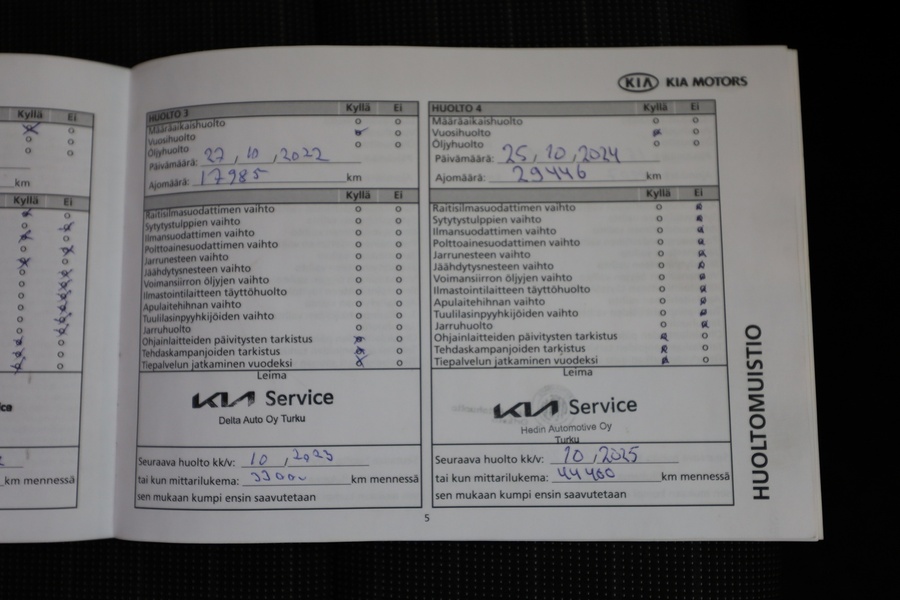 KIA KIA MOTORS
Kyllä Ei
km
Kyllä Ei
km mennessä
HUOLTO 3 Kyllä Ei
Määräaikaishuolto
Vuosihuolto
Öljyhuolto
Päivämäärä: 27, 10, 2022
Ajomäärä: 17985 km
Kyllä Ei
Raitisilmasuodattimen vaihto
Sytytystulppien vaihto
Ilmansuodattimen vaihto
Polttoainesuodattimen vaihto
Jarrunesteen vaihto
Jäähdytysnesteen vaihto
Voimansiirron öljyjen vaihto
Ilmastointilaitteen täyttöhuolto
Apulaitehihnan vaihto
Tuulilasinpyyhkijöiden vaihto
Jarruhuolto
Ohjainlaitteiden päivitysten tarkistus
Tehdaskampanjoiden tarkistus
Tiepalvelun jatkaminen vuodeksi
Leima
KIA Service
Delta Auto Oy Turku
Seuraava huolto kk/v: 10, 2023
tai kun mittarilukema: 33000 km mennessä
sen mukaan kumpi ensin saavutetaan
HUOLTO 4 Kyllä Ei
Määräaikaishuolto
Vuosihuolto
Öljyhuolto
Päivämäärä: 25, 10, 2024
Ajomäärä: 29446 km
Kyllä Ei
Raitisilmasuodattimen vaihto
Sytytystulppien vaihto
Ilmansuodattimen vaihto
Polttoainesuodattimen vaihto
Jarrunesteen vaihto
Jäähdytysnesteen vaihto
Voimansiirron öljyjen vaihto
Ilmastointilaitteen täyttöhuolto
Apulaitehihnan vaihto
Tuulilasinpyyhkijöiden vaihto
Jarruhuolto
Ohjainlaitteiden päivitysten tarkistus
Tehdaskampanjoiden tarkistus
Tiepalvelun jatkaminen vuodeksi
Leima
KIA Service
Hedin Automotive Oy
Turku
Seuraava huolto kk/v: 10, 2025
tai kun mittarilukema: 44400 km mennessä
sen mukaan kumpi ensin saavutetaan
HUOLTOMUISTIO
5